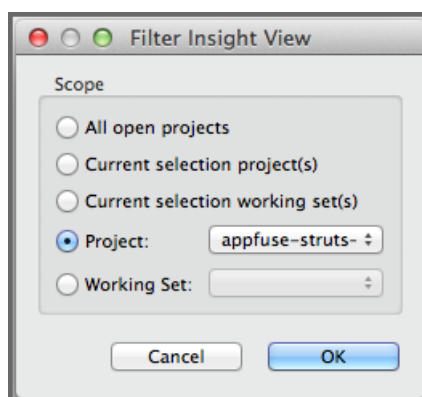 Filter Insight View
Scope
All open projects
Current selection project(s)
Current selection working set(s)
Project: appfuse-struts-
Working Set:
Cancel OK